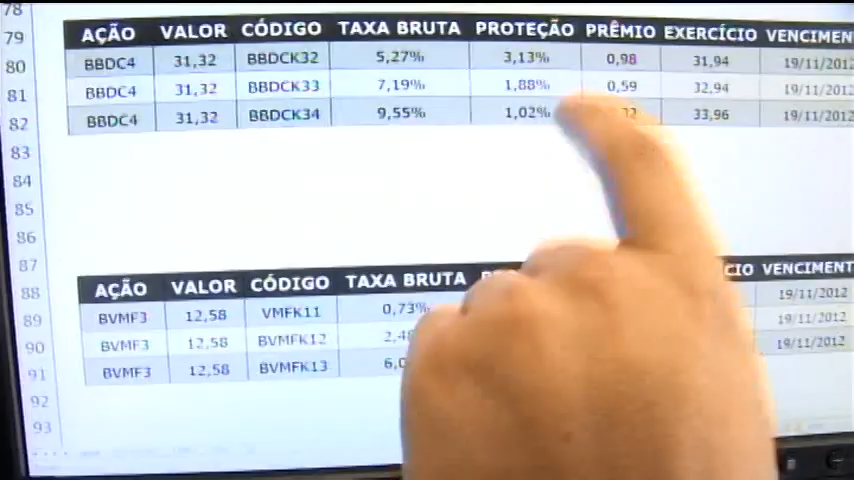 78
79 AÇÃO VALOR CÓDIGO TAXA BRUTA PROTEÇÃO PRÊMIO EXERCÍCIO VENCIMEN
80 BBDC4 31,32 BBDCK32 5,27% 3,13% 0,98 31,94 19/11/2012
81 BBDC4 31,32 BBDCK33 7,19% 1,88% 0,59 32,94 19/11/2012
82 BBDC4 31,32 BBDCK34 9,55% 1,02% 33,96 19/11/2012
83
84
85
86
87
88 AÇÃO VALOR CÓDIGO TAXA BRUTA CIO VENCIMENT
89 BVMF3 12,58 VMFK11 0,73% 19/11/2012
90 BVMF3 12,58 BVMFK12 19/11/2012
91 BVMF3 12,58 BVMFK13 19/11/2012
92
93